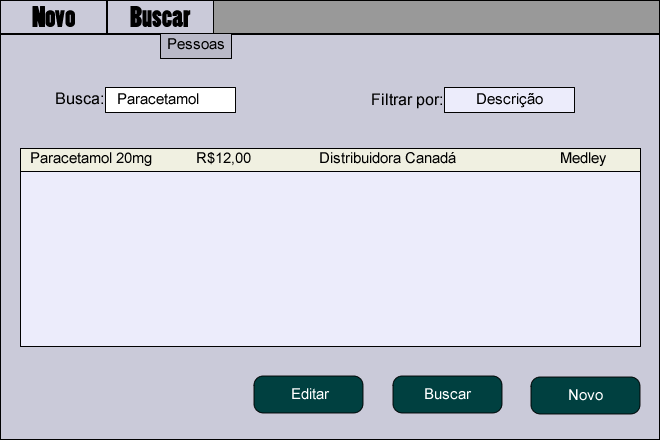 Novo Buscar
Pessoas
Busca: Paracetamol Filtrar por: Descrição
Paracetamol 20mg R$12,00 Distribuidora Canadá Medley
Editar Buscar Novo